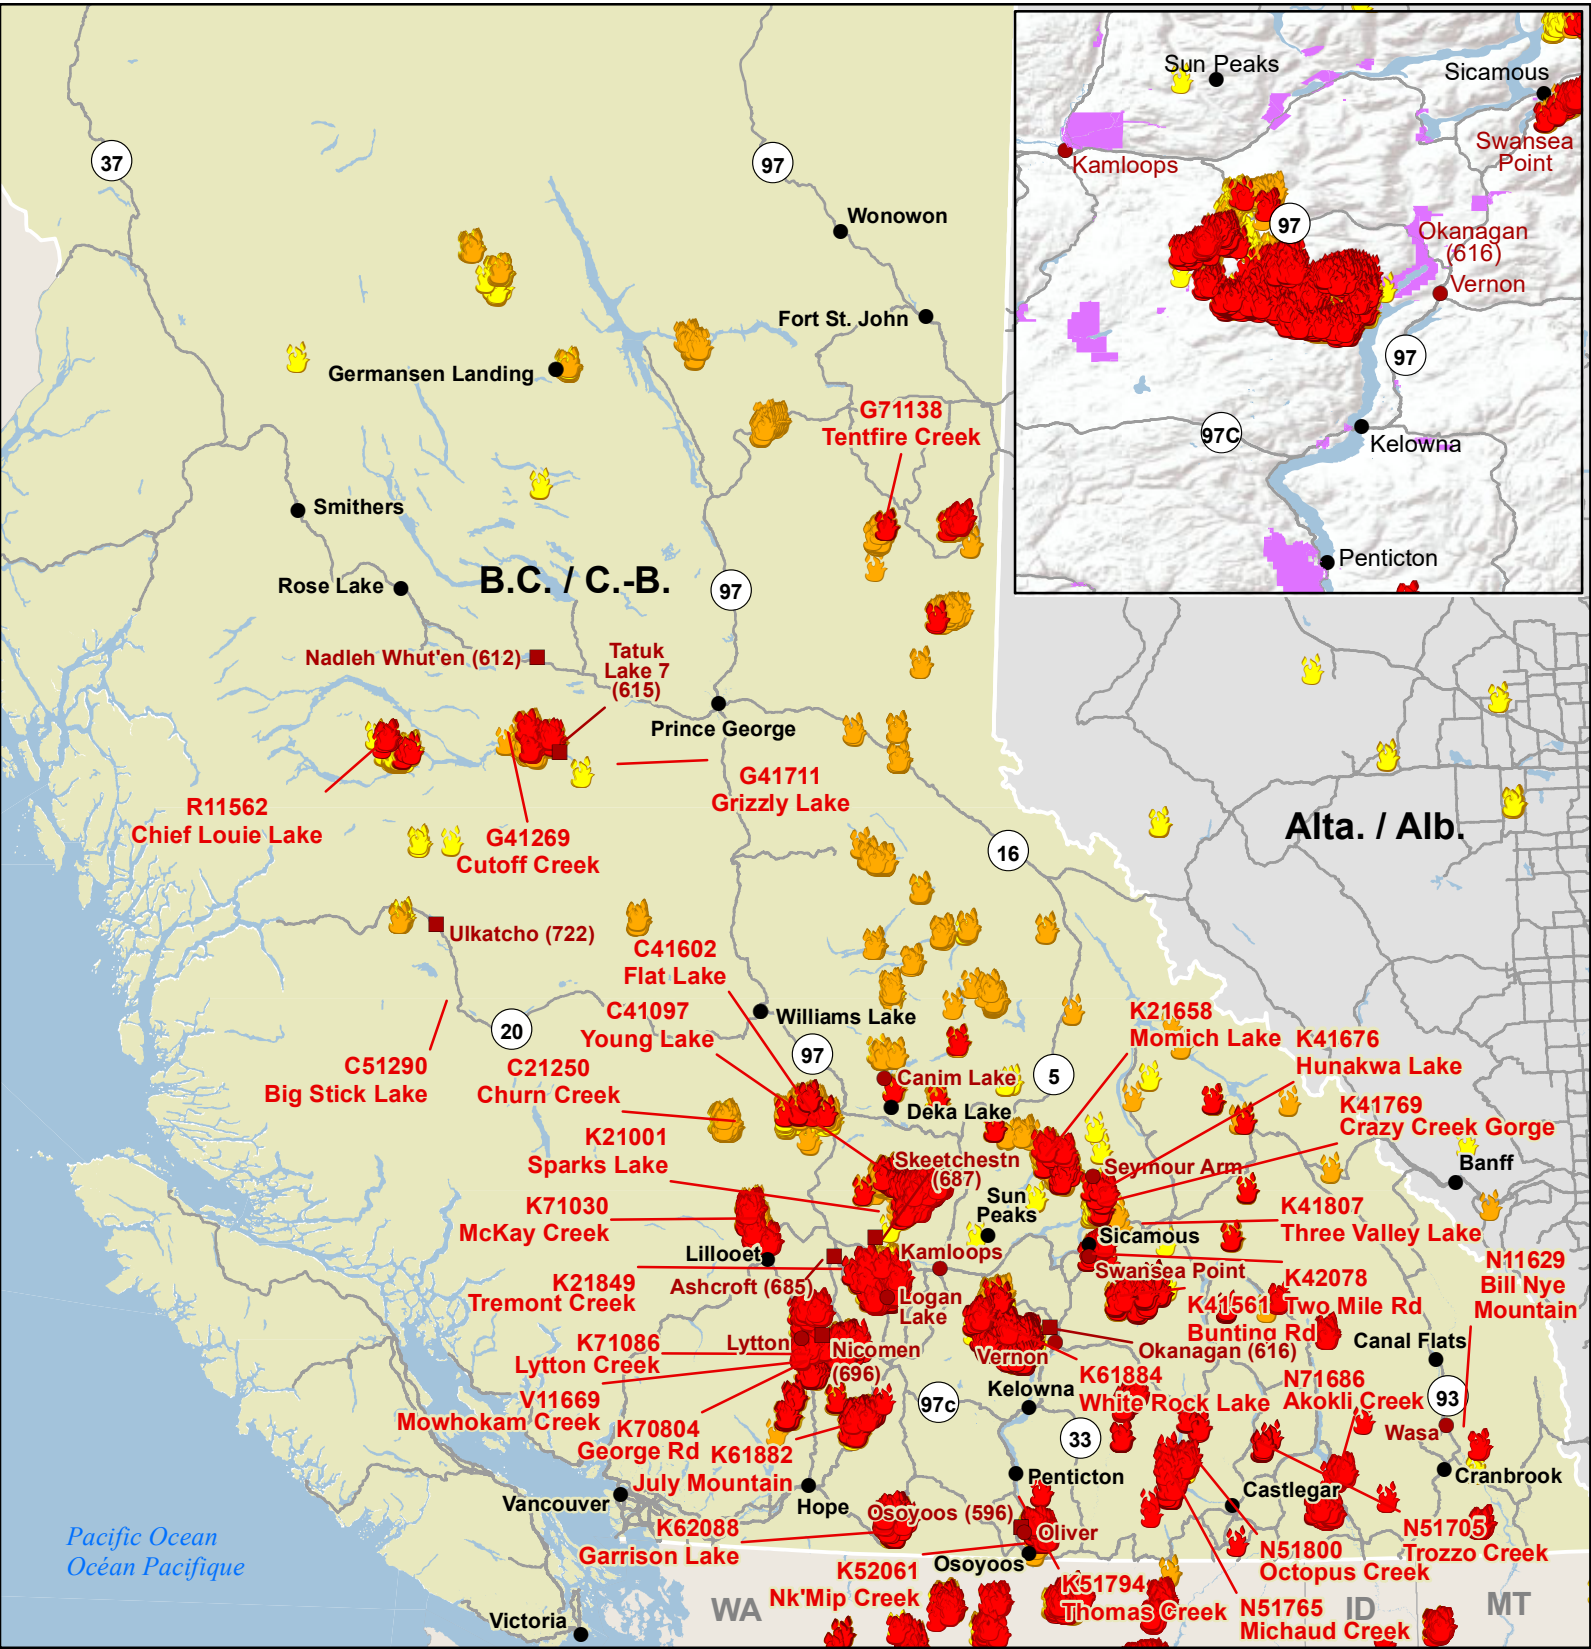 37
97
Wonowon
Fort St. John
Germansen Landing
G71138
Tentfire Creek
Smithers
Rose Lake
B.C. / C.-B.
97
Nadleh Whut'en (612)
Tatuk
Lake 7
(615)
Prince George
G41711
Grizzly Lake
R11562
Chief Louie Lake
G41269
Cutoff Creek
16
Alta. / Alb.
Ulkatcho (722)
C41602
Flat Lake
C41097
Young Lake
Williams Lake
20
97
C51290
Big Stick Lake
C21250
Churn Creek
Canim Lake
Deka Lake
5
K21658
Momich Lake
K41676
Hunakwa Lake
K41769
Crazy Creek Gorge
Banff
K21001
Sparks Lake
Skeetchestn
(687)
Seymour Arm
Sun
Peaks
K71030
McKay Creek
K41807
Three Valley Lake
Lillooet
Kamloops
Sicamous
Swansea Point
N11629
Bill Nye
Mountain
K21849
Tremont Creek
Ashcroft (685)
Logan
Lake
K42078
Two Mile Rd
K41561
Bunting Rd
K71086
Lytton Creek
Lytton
Nicomen
(696)
Vernon
Okanagan (616)
Canal Flats
V11669
Mowhokam Creek
Kelowna
K61884
White Rock Lake
N71686
Akokli Creek
97c
93
K70804
George Rd
K61882
July Mountain
33
Wasa
Penticton
Cranbrook
Vancouver
Hope
Castlegar
K62088
Garrison Lake
Osoyoos (596)
Oliver
N51705
Trozzo Creek
N51800
Octopus Creek
Osoyoos
K52061
Nk'Mip Creek
K51794
Thomas Creek
N51765
Michaud Creek
Pacific Ocean
Océan Pacifique
Victoria
WA
ID
MT
Sun Peaks
Sicamous
Kamloops
Swansea
Point
97
Okanagan
(616)
Vernon
97
97C
Kelowna
Penticton